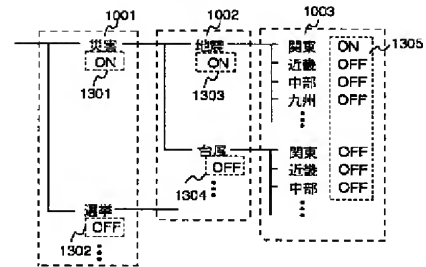 1001 1002 1003
災害 地震 関東 ON 1305
ON ON 近畿 OFF
1301 1303 中部 OFF
九州 OFF
台風 関東 OFF
OFF 近畿 OFF
1304 中部 OFF
選挙
1302 OFF